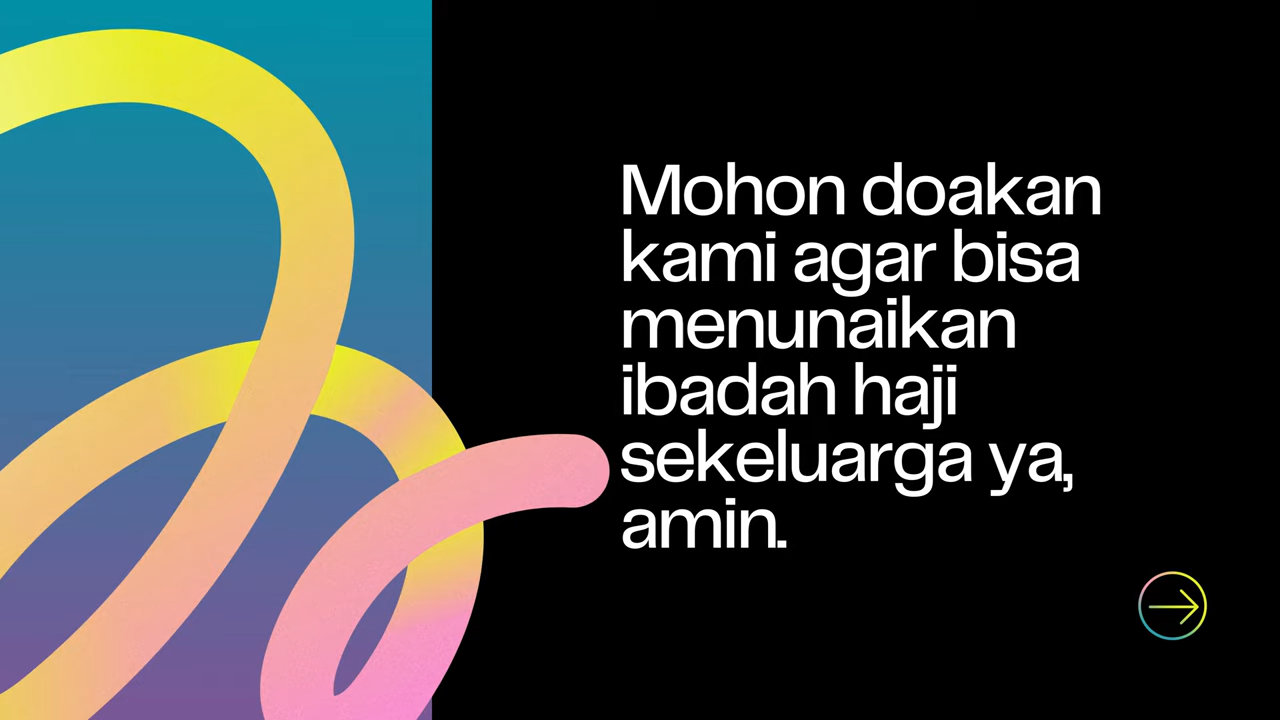 Mohon doakan
kami agar bisa
menunaikan
ibadah haji
sekeluarga ya,
amin.